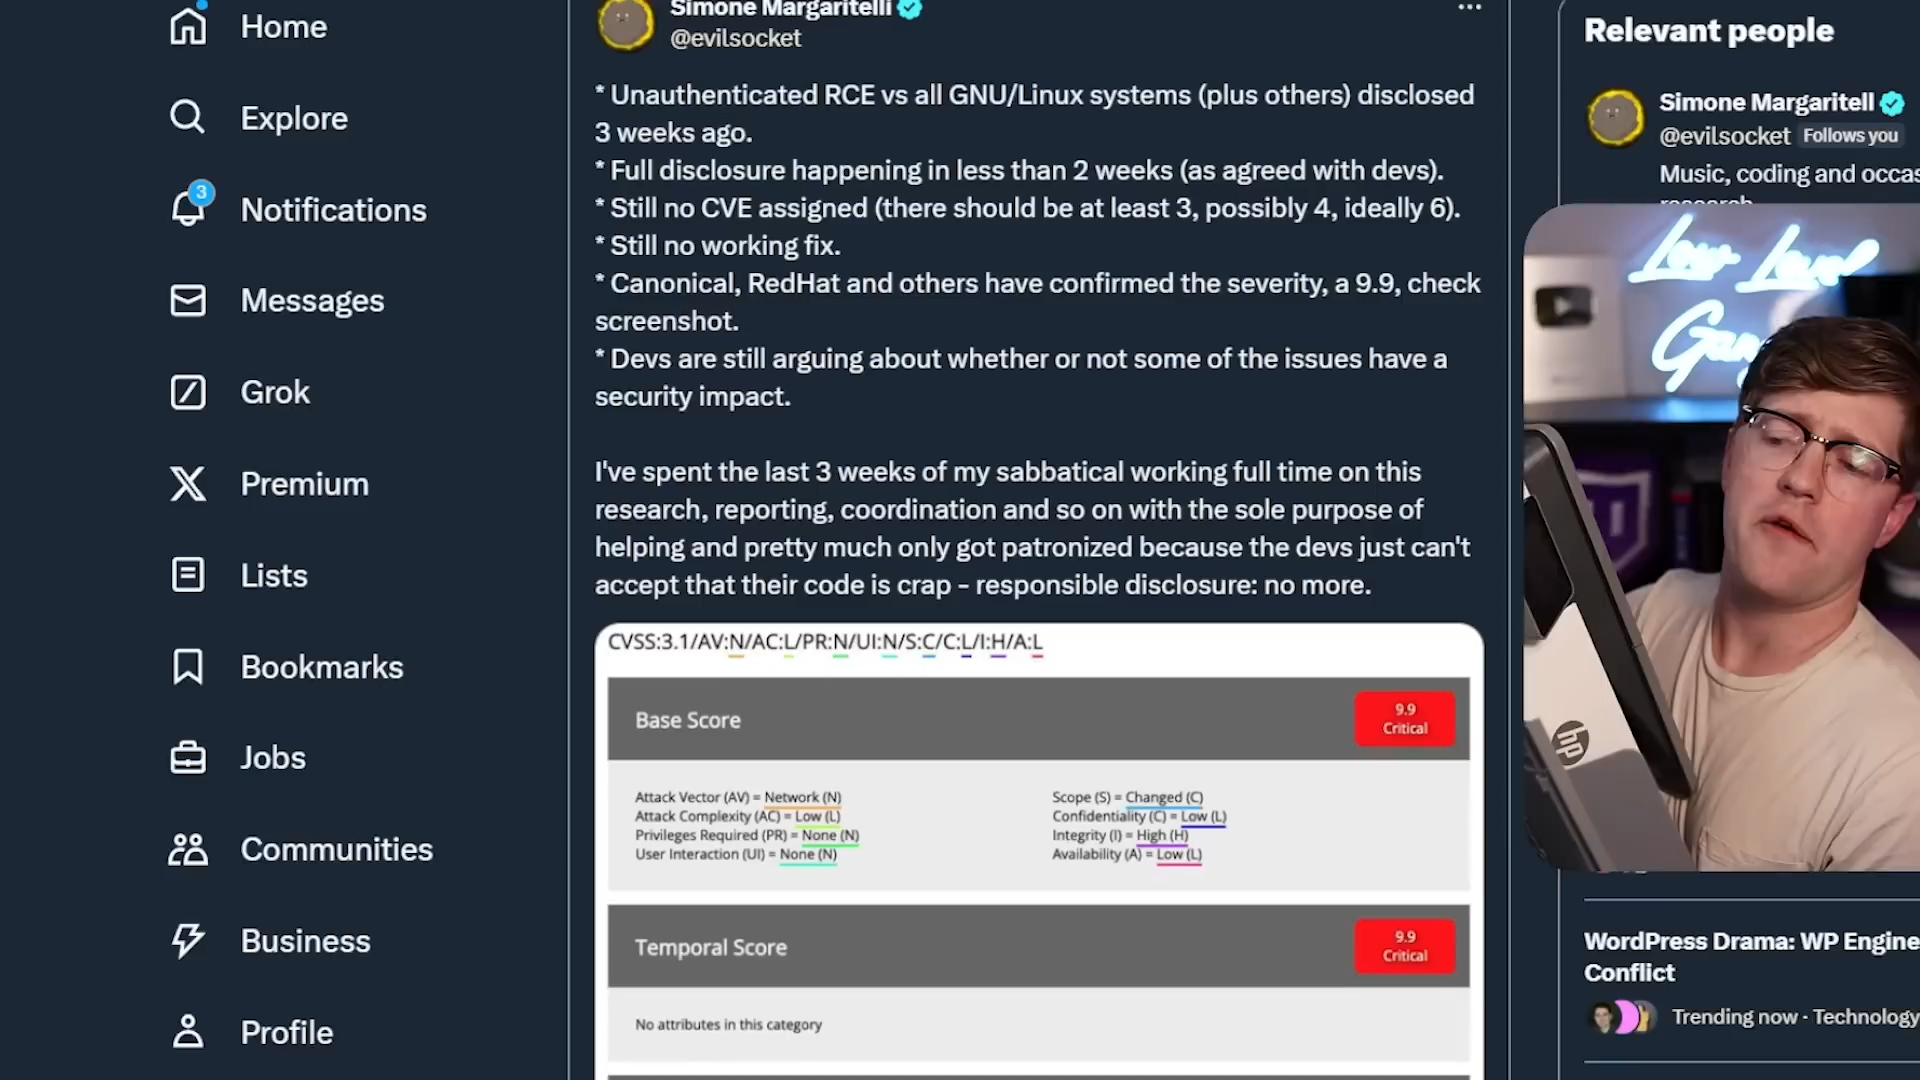 Home
Explore
3
Notifications
Messages
Grok
Premium
Lists
Bookmarks
Jobs
Communities
Business
Profile
Simone Margaritelli
@evilsocket
* Unauthenticated RCE vs all GNU/Linux systems (plus others) disclosed
3 weeks ago.
* Full disclosure happening in less than 2 weeks (as agreed with devs).
* Still no CVE assigned (there should be at least 3, possibly 4, ideally 6).
* Still no working fix.
* Canonical, RedHat and others have confirmed the severity, a 9.9, check
screenshot.
* Devs are still arguing about whether or not some of the issues have a
security impact.
I've spent the last 3 weeks of my sabbatical working full time on this
research, reporting, coordination and so on with the sole purpose of
helping and pretty much only got patronized because the devs just can't
accept that their code is crap - responsible disclosure: no more.
CVSS:3.1/AV:N/AC:L/PR:N/UI:N/S:C/C:L/I:H/A:L
Base Score
9.9
Critical
Attack Vector (AV) = Network (N)
Attack Complexity (AC) = Low (L)
Privileges Required (PR) = None (N)
User Interaction (UI) = None (N)
Scope (S) = Changed (C)
Confidentiality (C) = Low (L)
Integrity (I) = High (H)
Availability (A) = Low (L)
Temporal Score
9.9
Critical
No attributes in this category
Relevant people
Simone Margaritell
@evilsocket Follows you
Music, coding and occas
research
Low Level
Gam
hp
WordPress Drama: WP Engine
Conflict
Trending now · Technology